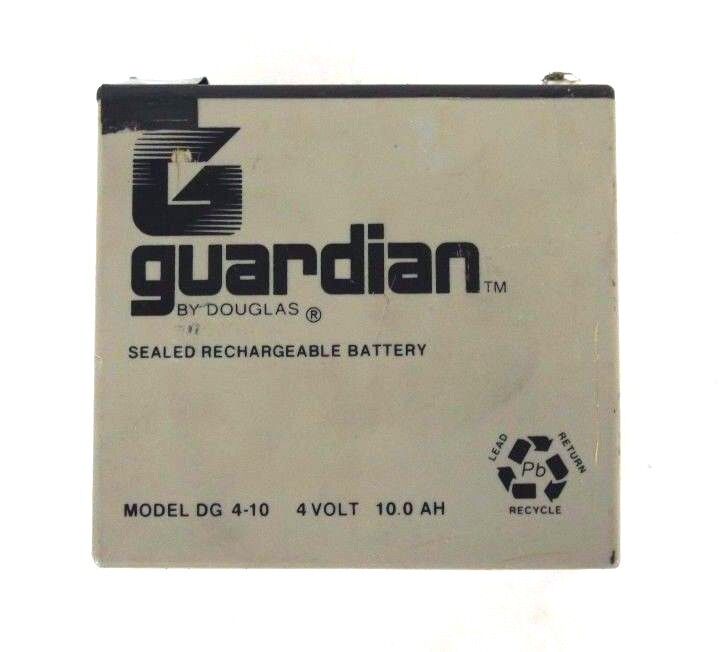 guardian™
BY DOUGLAS ®
SEALED RECHARGEABLE BATTERY
LEAD
RETURN
Pb
RECYCLE
MODEL DG 4-10 4 VOLT 10.0 AH